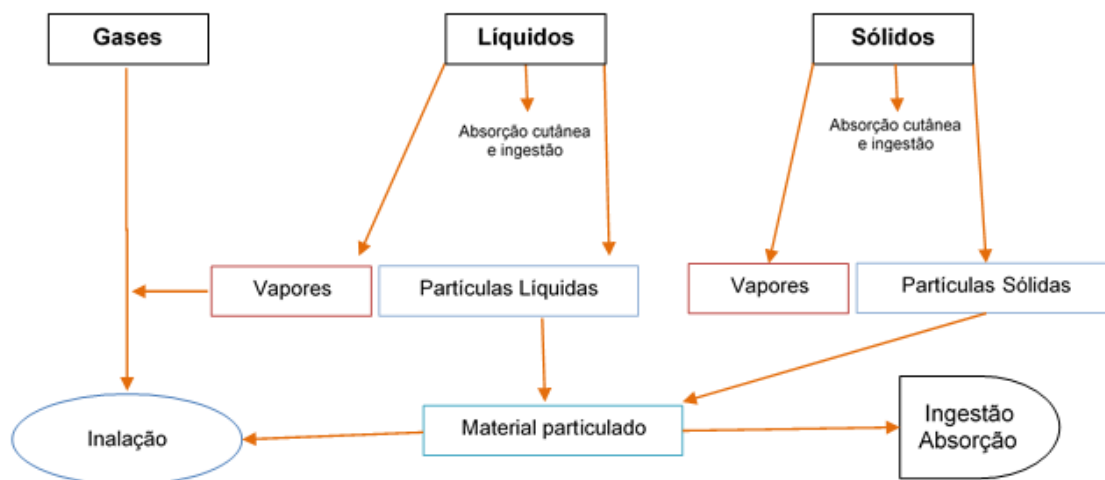 Gases
Líquidos
Sólidos
Absorção cutânea
e ingestão
Absorção cutânea
e ingestão
Vapores
Partículas Líquidas
Vapores
Partículas Sólidas
Inalação
Material particulado
Ingestão
Absorção